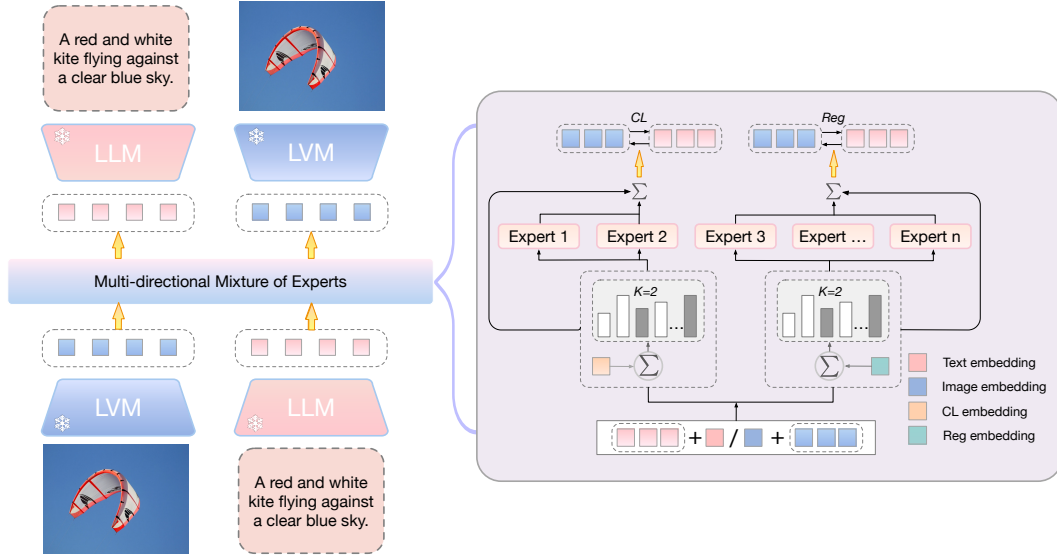 A red and white
kite flying against
a clear blue sky.
LLM
LVM
Multi-directional Mixture of Experts
LVM
LLM
A red and white
kite flying against
a clear blue sky.
CL
Reg
Σ
Σ
Expert 1
Expert 2
Expert 3
Expert ...
Expert n
K=2
K=2
...
...
Σ
Σ
+ / +
Text embedding
Image embedding
CL embedding
Reg embedding